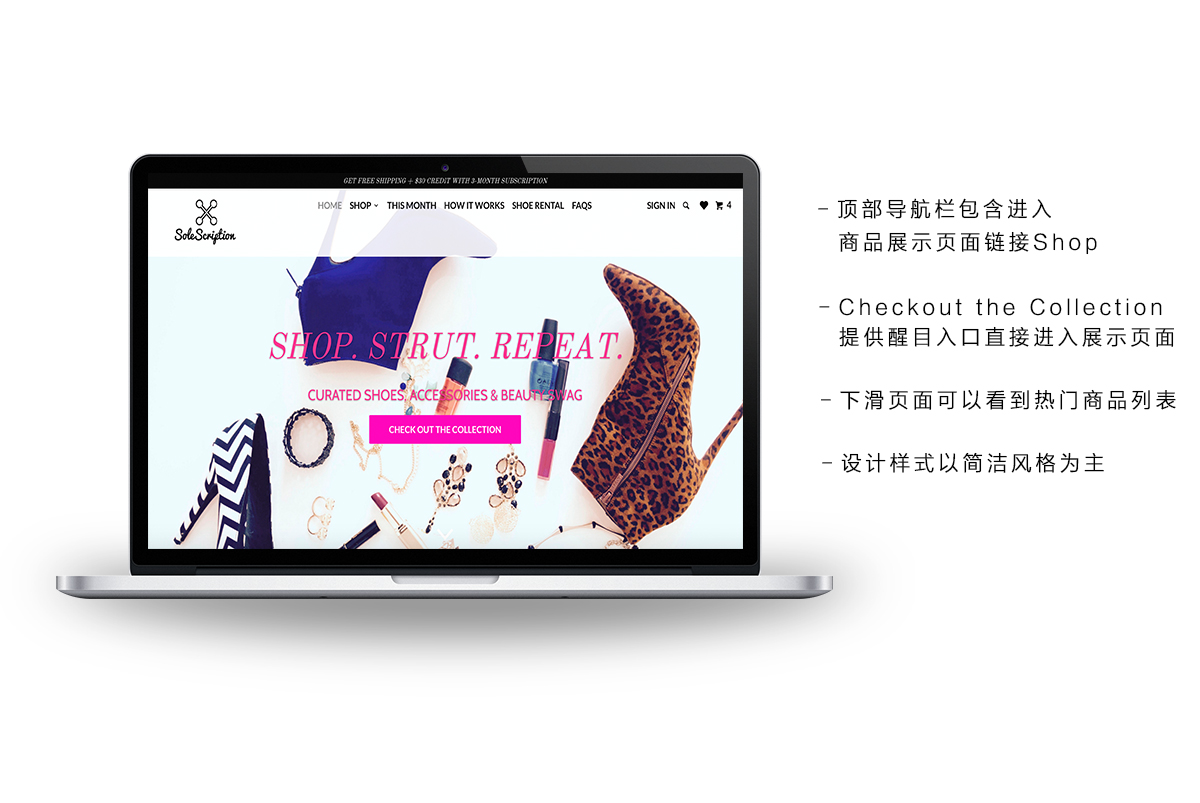 GET FREE SHIPPING + $30 CREDIT WITH 3-MONTH SUBSCRIPTION
SoleScription
HOME SHOP THIS MONTH HOW IT WORKS SHOE RENTAL FAQS SIGN IN 4
SHOP. STRUT. REPEAT.
CURATED SHOES, ACCESSORIES & BEAUTY SWAG
CHECK OUT THE COLLECTION
- 顶部导航栏包含进入
商品展示页面链接Shop
- Checkout the Collection
提供醒目入口直接进入展示页面
- 下滑页面可以看到热门商品列表
- 设计样式以简洁风格为主